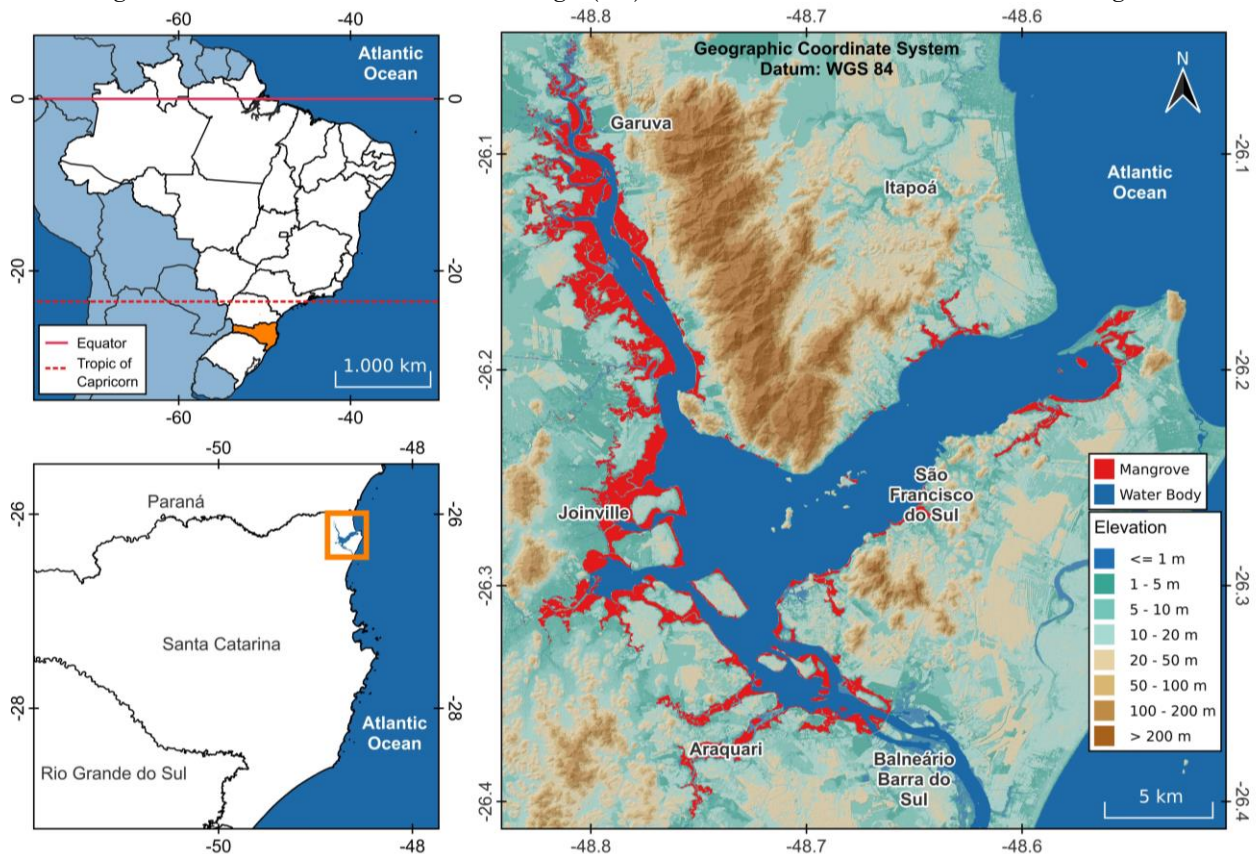 Atlantic
Ocean
0
-20
Equator
Tropic of
Capricorn
1.000 km
-60
-40
0
-20
-50
-48
-26
-28
Paraná
Santa Catarina
Rio Grande do Sul
Atlantic
Ocean
-26
-28
-50
-48
-48.8
-48.7
-48.6
Geographic Coordinate System
Datum: WGS 84
N
Garuva
Itapoá
Atlantic
Ocean
-26.1
-26.2
-26.3
-26.4
-26.1
-26.2
-26.3
-26.4
São
Francisco
do Sul
Joinville
Araquari
Balneário
Barra do
Sul
Mangrove
Water Body
Elevation
<= 1 m
1 - 5 m
5 - 10 m
10 - 20 m
20 - 50 m
50 - 100 m
100 - 200 m
> 200 m
5 km
-48.8
-48.7
-48.6